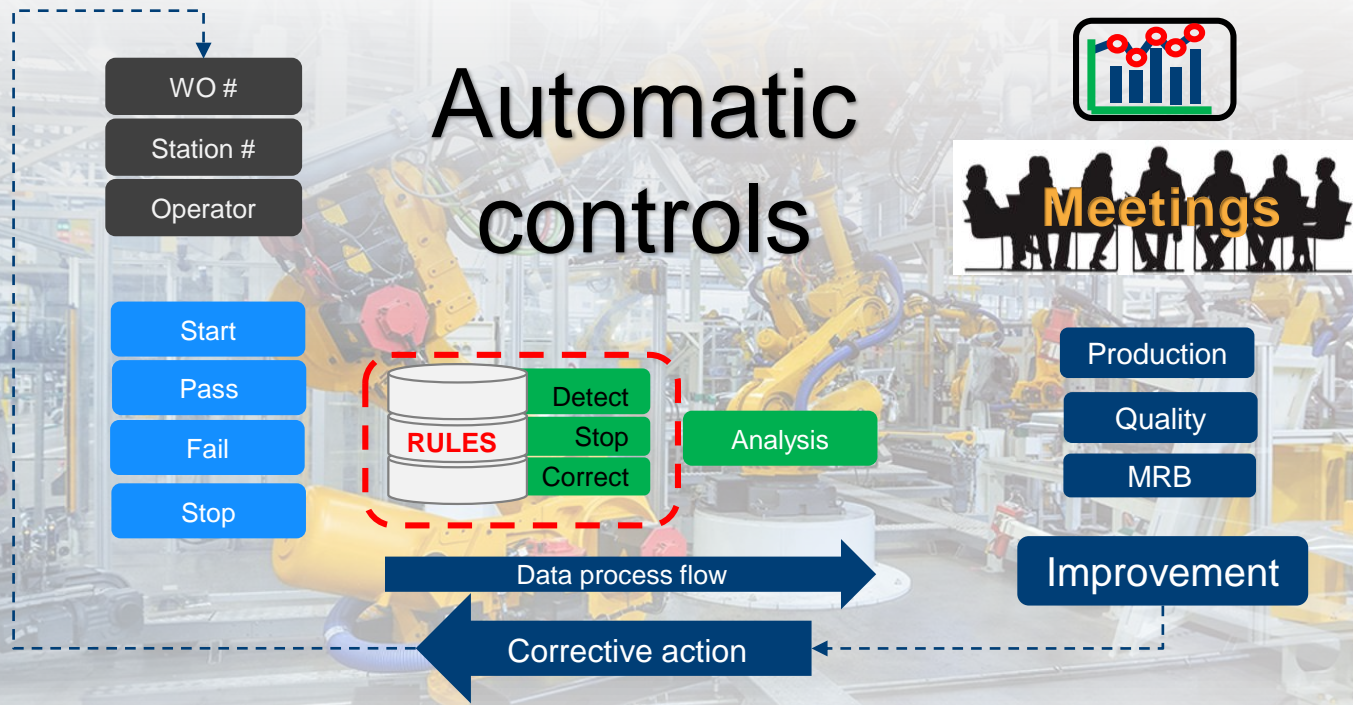 Automatic
controls
WO #
Station #
Operator
Meetings
Start
Pass
Fail
Stop
RULES
Detect
Stop
Correct
Analysis
Production
Quality
MRB
Improvement
Data process flow
Corrective action